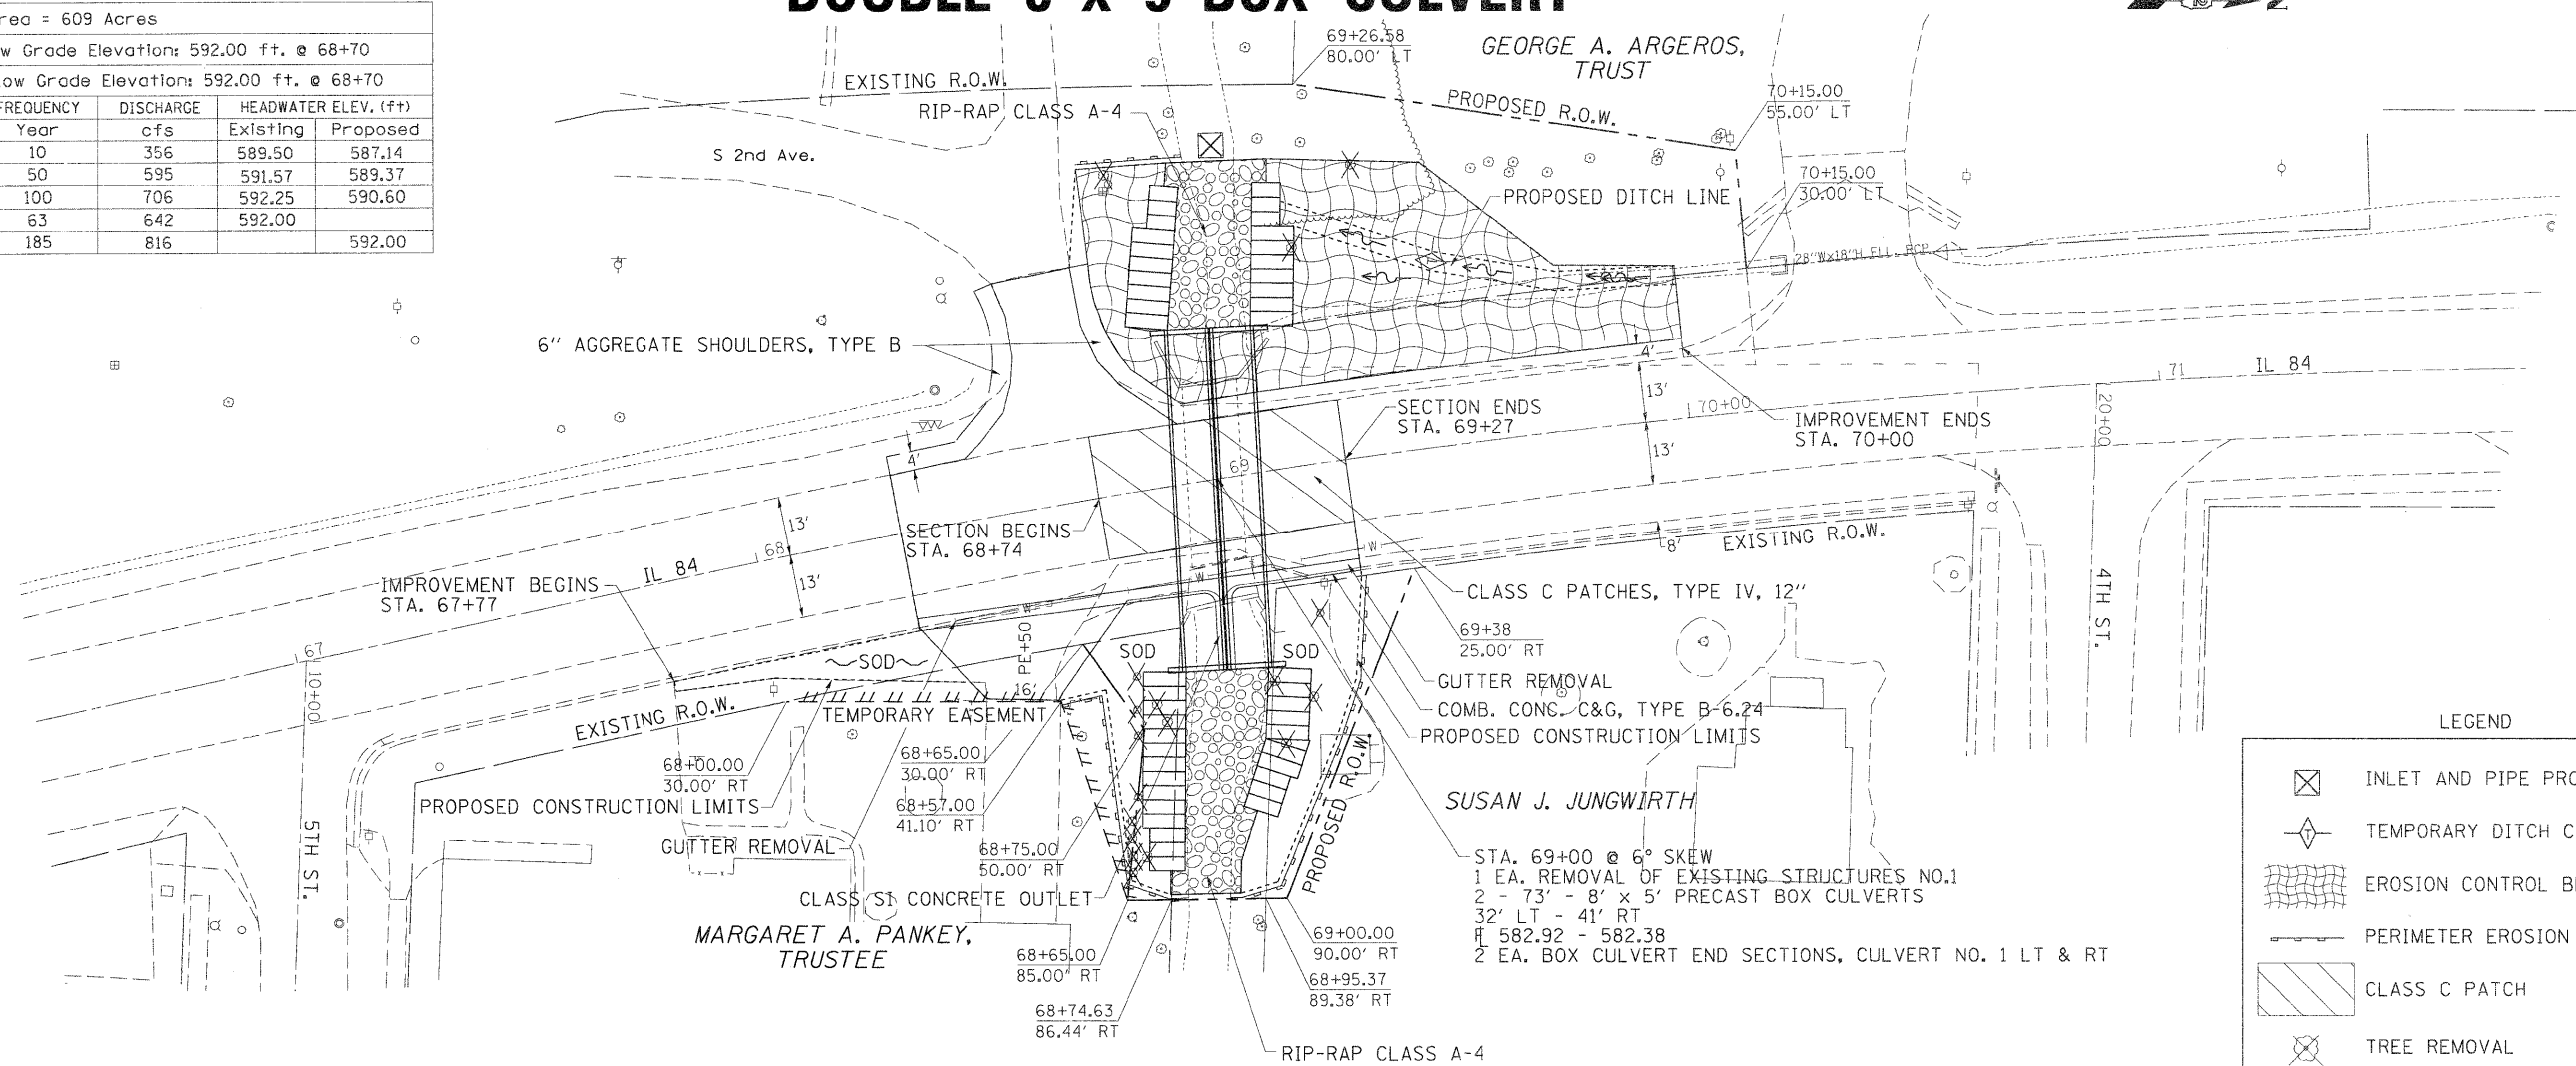 DOUBLE 8' X 5' BOX CULVERT
Area = 609 Acres
w Grade Elevation: 592.00 ft. @ 68+70
ow Grade Elevation: 592.00 ft. @ 68+70
FREQUENCY DISCHARGE HEADWATER ELEV. (ft)
Year cfs Existing Proposed
10 356 589.50 587.14
50 595 591.57 589.37
100 706 592.25 590.60
63 642 592.00
185 816 592.00
69+26.58
80.00' LT
GEORGE A. ARGEROS,
TRUST
EXISTING R.O.W.
RIP-RAP CLASS A-4
PROPOSED R.O.W.
70+15.00
55.00' LT
S 2nd Ave.
70+15.00
30.00' LT
PROPOSED DITCH LINE
28"W×18"H ELL. RCP
6" AGGREGATE SHOULDERS, TYPE B
4'
13'
71
IL 84
SECTION ENDS
STA. 69+27
70+00
IMPROVEMENT ENDS
STA. 70+00
20+00
13'
4'
69
13'
68
SECTION BEGINS
STA. 68+74
8'
EXISTING R.O.W.
W
W
W
IMPROVEMENT BEGINS
STA. 67+77
IL 84
13'
CLASS C PATCHES, TYPE IV, 12"
4TH ST.
69+38
25.00' RT
67
10+00
SOD
PE+50
16'
SOD
SOD
GUTTER REMOVAL
COMB. CONC. C&G, TYPE B-6.24
PROPOSED CONSTRUCTION LIMITS
EXISTING R.O.W.
TEMPORARY EASEMENT
68+00.00
30.00' RT
68+65.00
30.00' RT
PROPOSED CONSTRUCTION LIMITS
68+57.00
41.10' RT
PROPOSED R.O.W.
SUSAN J. JUNGWIRTH
5TH ST.
GUTTER REMOVAL
68+75.00
50.00' RT
CLASS SI CONCRETE OUTLET
STA. 69+00 @ 6° SKEW
1 EA. REMOVAL OF EXISTING STRUCTURES NO.1
2 - 73' - 8' x 5' PRECAST BOX CULVERTS
32' LT - 41' RT
FL 582.92 - 582.38
2 EA. BOX CULVERT END SECTIONS, CULVERT NO. 1 LT & RT
MARGARET A. PANKEY,
TRUSTEE
68+65.00
85.00' RT
69+00.00
90.00' RT
68+95.37
89.38' RT
68+74.63
86.44' RT
RIP-RAP CLASS A-4
LEGEND
INLET AND PIPE PRO
TEMPORARY DITCH C
EROSION CONTROL B
PERIMETER EROSION
CLASS C PATCH
TREE REMOVAL